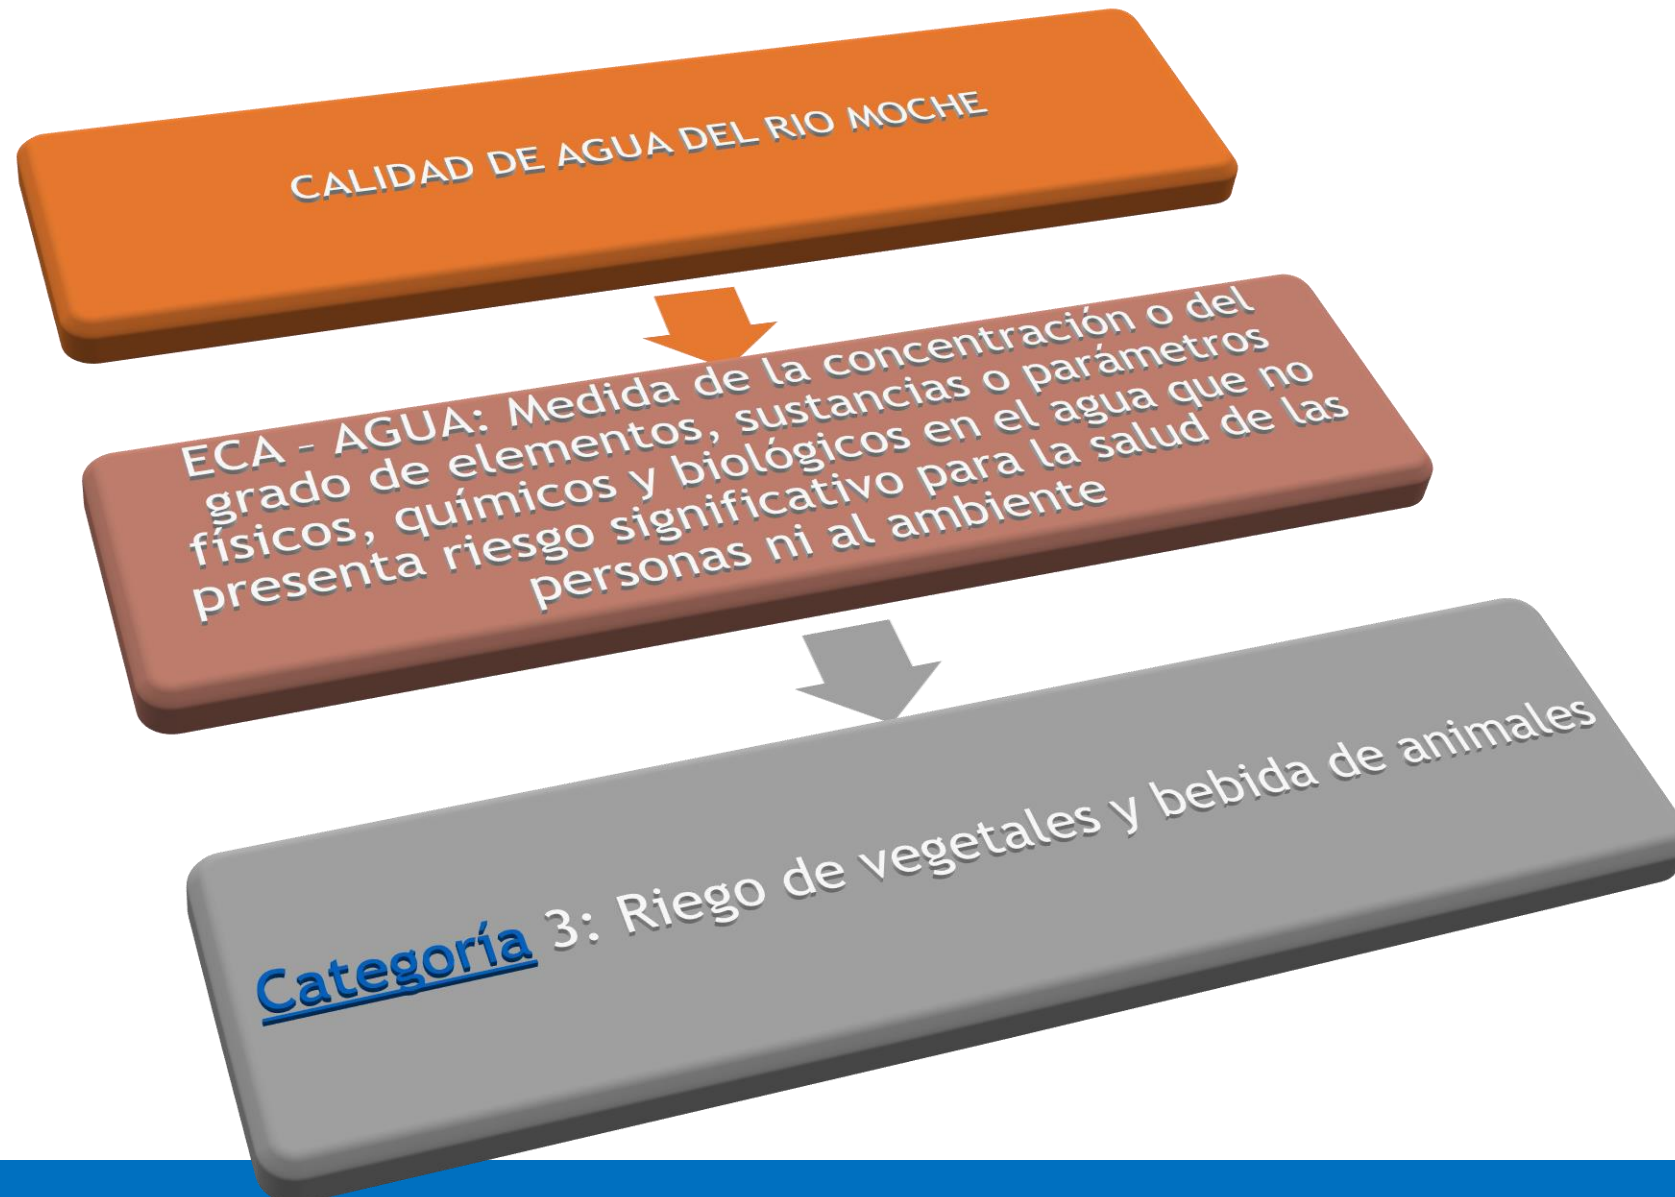 CALIDAD DE AGUA DEL RIO MOCHE
ECA - AGUA: Medida de la concentración o del
grado de elementos, sustancias o parámetros
físicos, químicos y biológicos en el agua que no
presenta riesgo significativo para la salud de las
personas ni al ambiente
Categoría 3: Riego de vegetales y bebida de animales